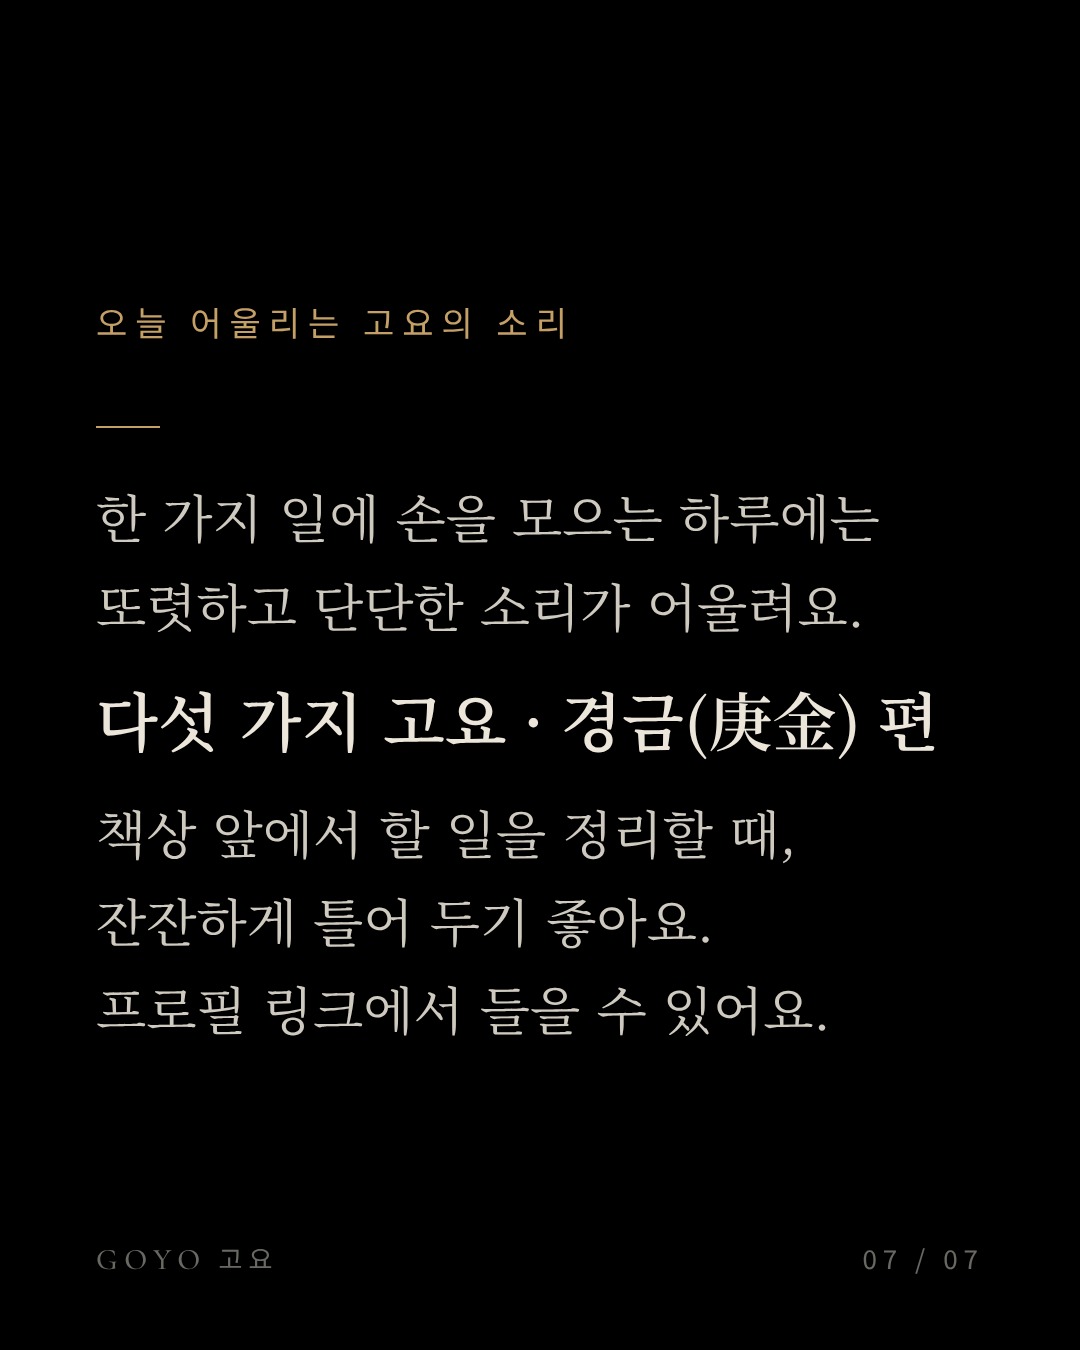 오늘 어울리는 고요의 소리
한 가지 일에 손을 모으는 하루에는
또렷하고 단단한 소리가 어울려요.
다섯 가지 고요 · 경금(庚金) 편
책상 앞에서 할 일을 정리할 때,
잔잔하게 틀어 두기 좋아요.
프로필 링크에서 들을 수 있어요.
GOYO 고요
07 / 07